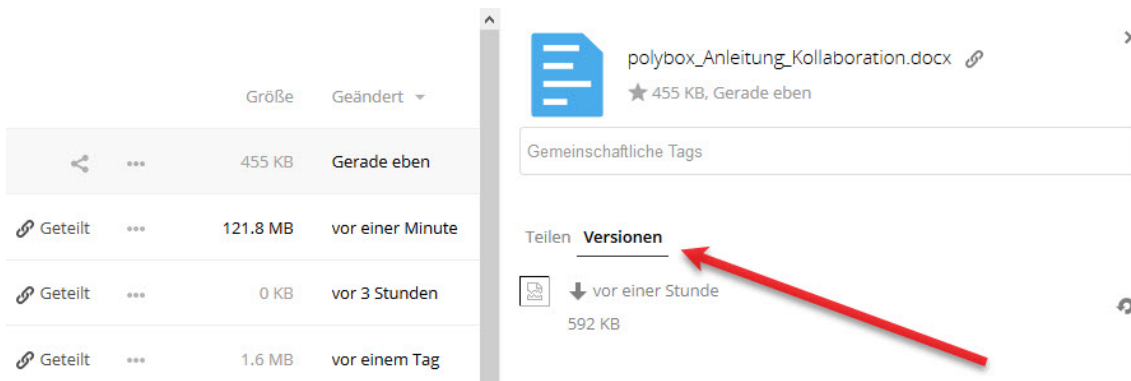 Größe Geändert
455 KB Gerade eben
Geteilt 121.8 MB vor einer Minute
Geteilt 0 KB vor 3 Stunden
Geteilt 1.6 MB vor einem Tag
polybox_Anleitung_Kollaboration.docx
455 KB, Gerade eben
Gemeinschaftliche Tags
Teilen Versionen
vor einer Stunde
592 KB